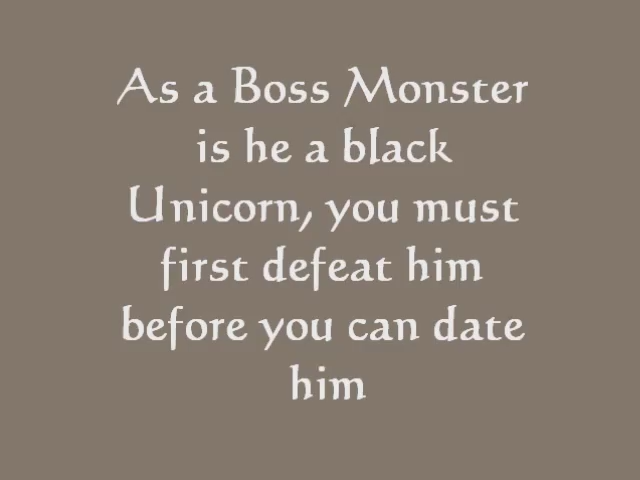 As a Boss Monster
is he a black
Unicorn, you must
first defeat him
before you can date
him